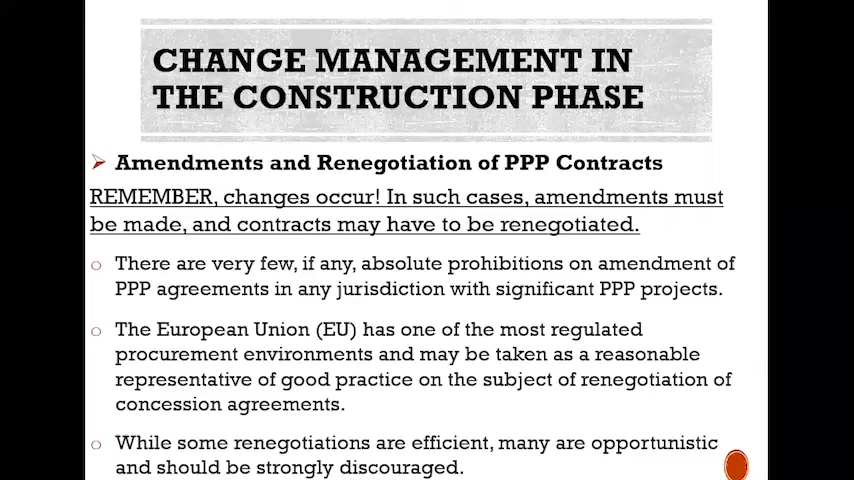 CHANGE MANAGEMENT IN
THE CONSTRUCTION PHASE
Amendments and Renegotiation of PPP Contracts
REMEMBER, changes occur! In such cases, amendments must
be made, and contracts may have to be renegotiated.
There are very few, if any, absolute prohibitions on amendment of
PPP agreements in any jurisdiction with significant PPP projects.
The European Union (EU) has one of the most regulated
procurement environments and may be taken as a reasonable
representative of good practice on the subject of renegotiation of
concession agreements.
While some renegotiations are efficient, many are opportunistic
and should be strongly discouraged.